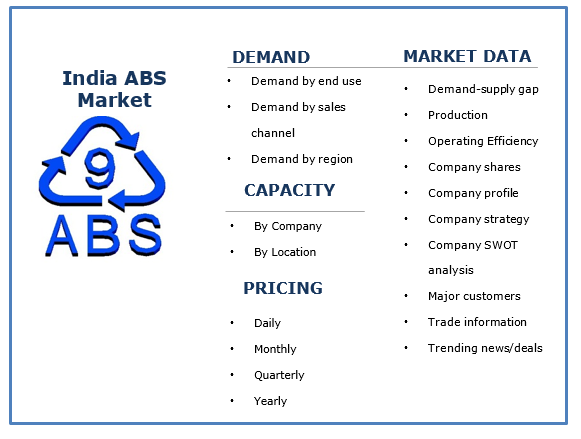 India ABS
Market
9
ABS
DEMAND
• Demand by end use
• Demand by sales
channel
• Demand by region
CAPACITY
• By Company
• By Location
PRICING
• Daily
• Monthly
• Quarterly
• Yearly
MARKET DATA
• Demand-supply gap
• Production
• Operating Efficiency
• Company shares
• Company profile
• Company strategy
• Company SWOT
analysis
• Major customers
• Trade information
• Trending news/deals